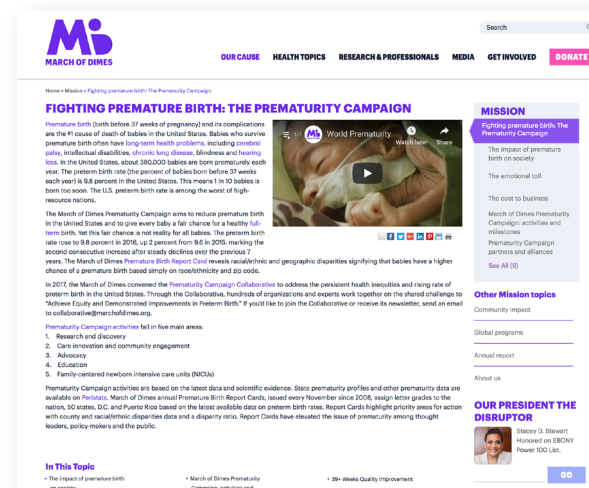 MARCH OF DIMES
Search
OUR CAUSE HEALTH TOPICS RESEARCH & PROFESSIONALS MEDIA GET INVOLVED DONATE
Home » Mission » Fighting premature birth: The Prematurity Campaign
FIGHTING PREMATURE BIRTH: THE PREMATURITY CAMPAIGN
Premature birth (birth before 37 weeks of pregnancy) and its complications
are the #1 cause of death of babies in the United States. Babies who survive
premature birth often have long-term health problems, including cerebral
palsy, intellectual disabilities, chronic lung disease, blindness and hearing
loss. In the United States, about 380,000 babies are born prematurely each
year. The preterm birth rate (the percent of babies born before 37 weeks
each year) is 9.8 percent in the United States. This means 1 in 10 babies is
born too soon. The U.S. preterm birth rate is among the worst of high-
resource nations.
1/1 World Prematurity
Watch later Share
The March of Dimes Prematurity Campaign aims to reduce premature birth
in the United States and to give every baby a fair chance for a healthy full-
term birth. Yet this fair chance is not reality for all babies. The preterm birth
rate rose to 9.8 percent in 2016, up 2 percent from 9.6 in 2015, marking the
second consecutive increase after steady declines over the previous 7
years. The March of Dimes Premature Birth Report Card reveals racial/ethnic and geographic disparities signifying that babies have a higher
chance of a premature birth based simply on race/ethnicity and zip code.
In 2017, the March of Dimes convened the Prematurity Campaign Collaborative to address the persistent health inequities and rising rate of
preterm birth in the United States. Through the Collaborative, hundreds of organizations and experts work together on the shared challenge to
"Achieve Equity and Demonstrated Improvements in Preterm Birth." If you'd like to join the Collaborative or receive its newsletter, send an email
to collaborative@marchofdimes.org.
Prematurity Campaign activities fall in five main areas:
1. Research and discovery
2. Care innovation and community engagement
3. Advocacy
4. Education
5. Family-centered newborn intensive care units (NICUs)
Prematurity Campaign activities are based on the latest data and scientific evidence. State prematurity profiles and other prematurity data are
available on Peristats. March of Dimes annual Premature Birth Report Cards, issued every November since 2008, assign letter grades to the
nation, 50 states, D.C. and Puerto Rico based on the latest available data on preterm birth rates. Report Cards highlight priority areas for action
with county and racial/ethnic disparities data and a disparity ratio. Report Cards have elevated the issue of prematurity among thought
leaders, policy-makers and the public.
In This Topic
• The impact of premature birth
on society
• March of Dimes Prematurity
Campaign: activities and
• 39+ Weeks Quality Improvement
MISSION
Fighting premature birth: The
Prematurity Campaign
The impact of premature
birth on society
The emotional toll
The cost to business
March of Dimes Prematurity
Campaign: activities and
milestones
Prematurity Campaign
partners and alliances
See All (9)
Other Mission topics
Community impact
Global programs
Annual report
About us
OUR PRESIDENT THE
DISRUPTOR
Stacey D. Stewart
Honored on EBONY
Power 100 List.
GO